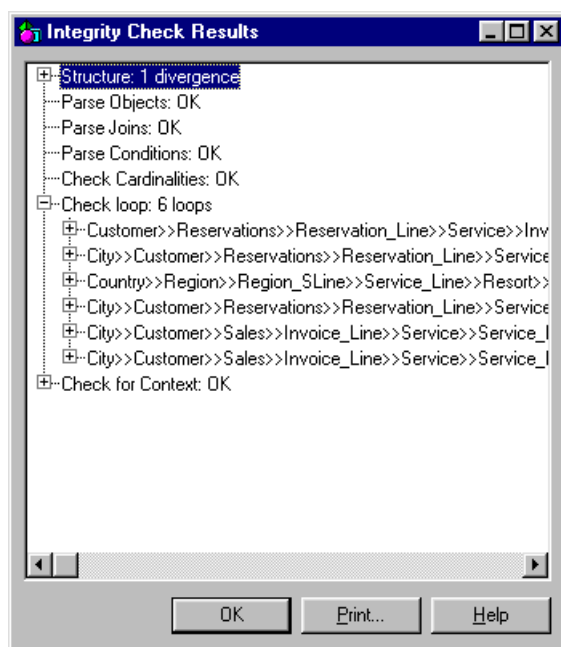 Integrity Check Results
Structure: 1 divergence
Parse Objects: OK
Parse Joins: OK
Parse Conditions: OK
Check Cardinalities: OK
Check loop: 6 loops
Customer>>Reservations>>Reservation_Line>>Service>>Inv
City>>Customer>>Reservations>>Reservation_Line>>Service
Country>>Region>>Region_SLine>>Service_Line>>Resort>>
City>>Customer>>Reservations>>Reservation_Line>>Service
City>>Customer>>Sales>>Invoice_Line>>Service>>Service_l
City>>Customer>>Sales>>Invoice_Line>>Service>>Service_l
Check for Context: OK
OK Print... Help